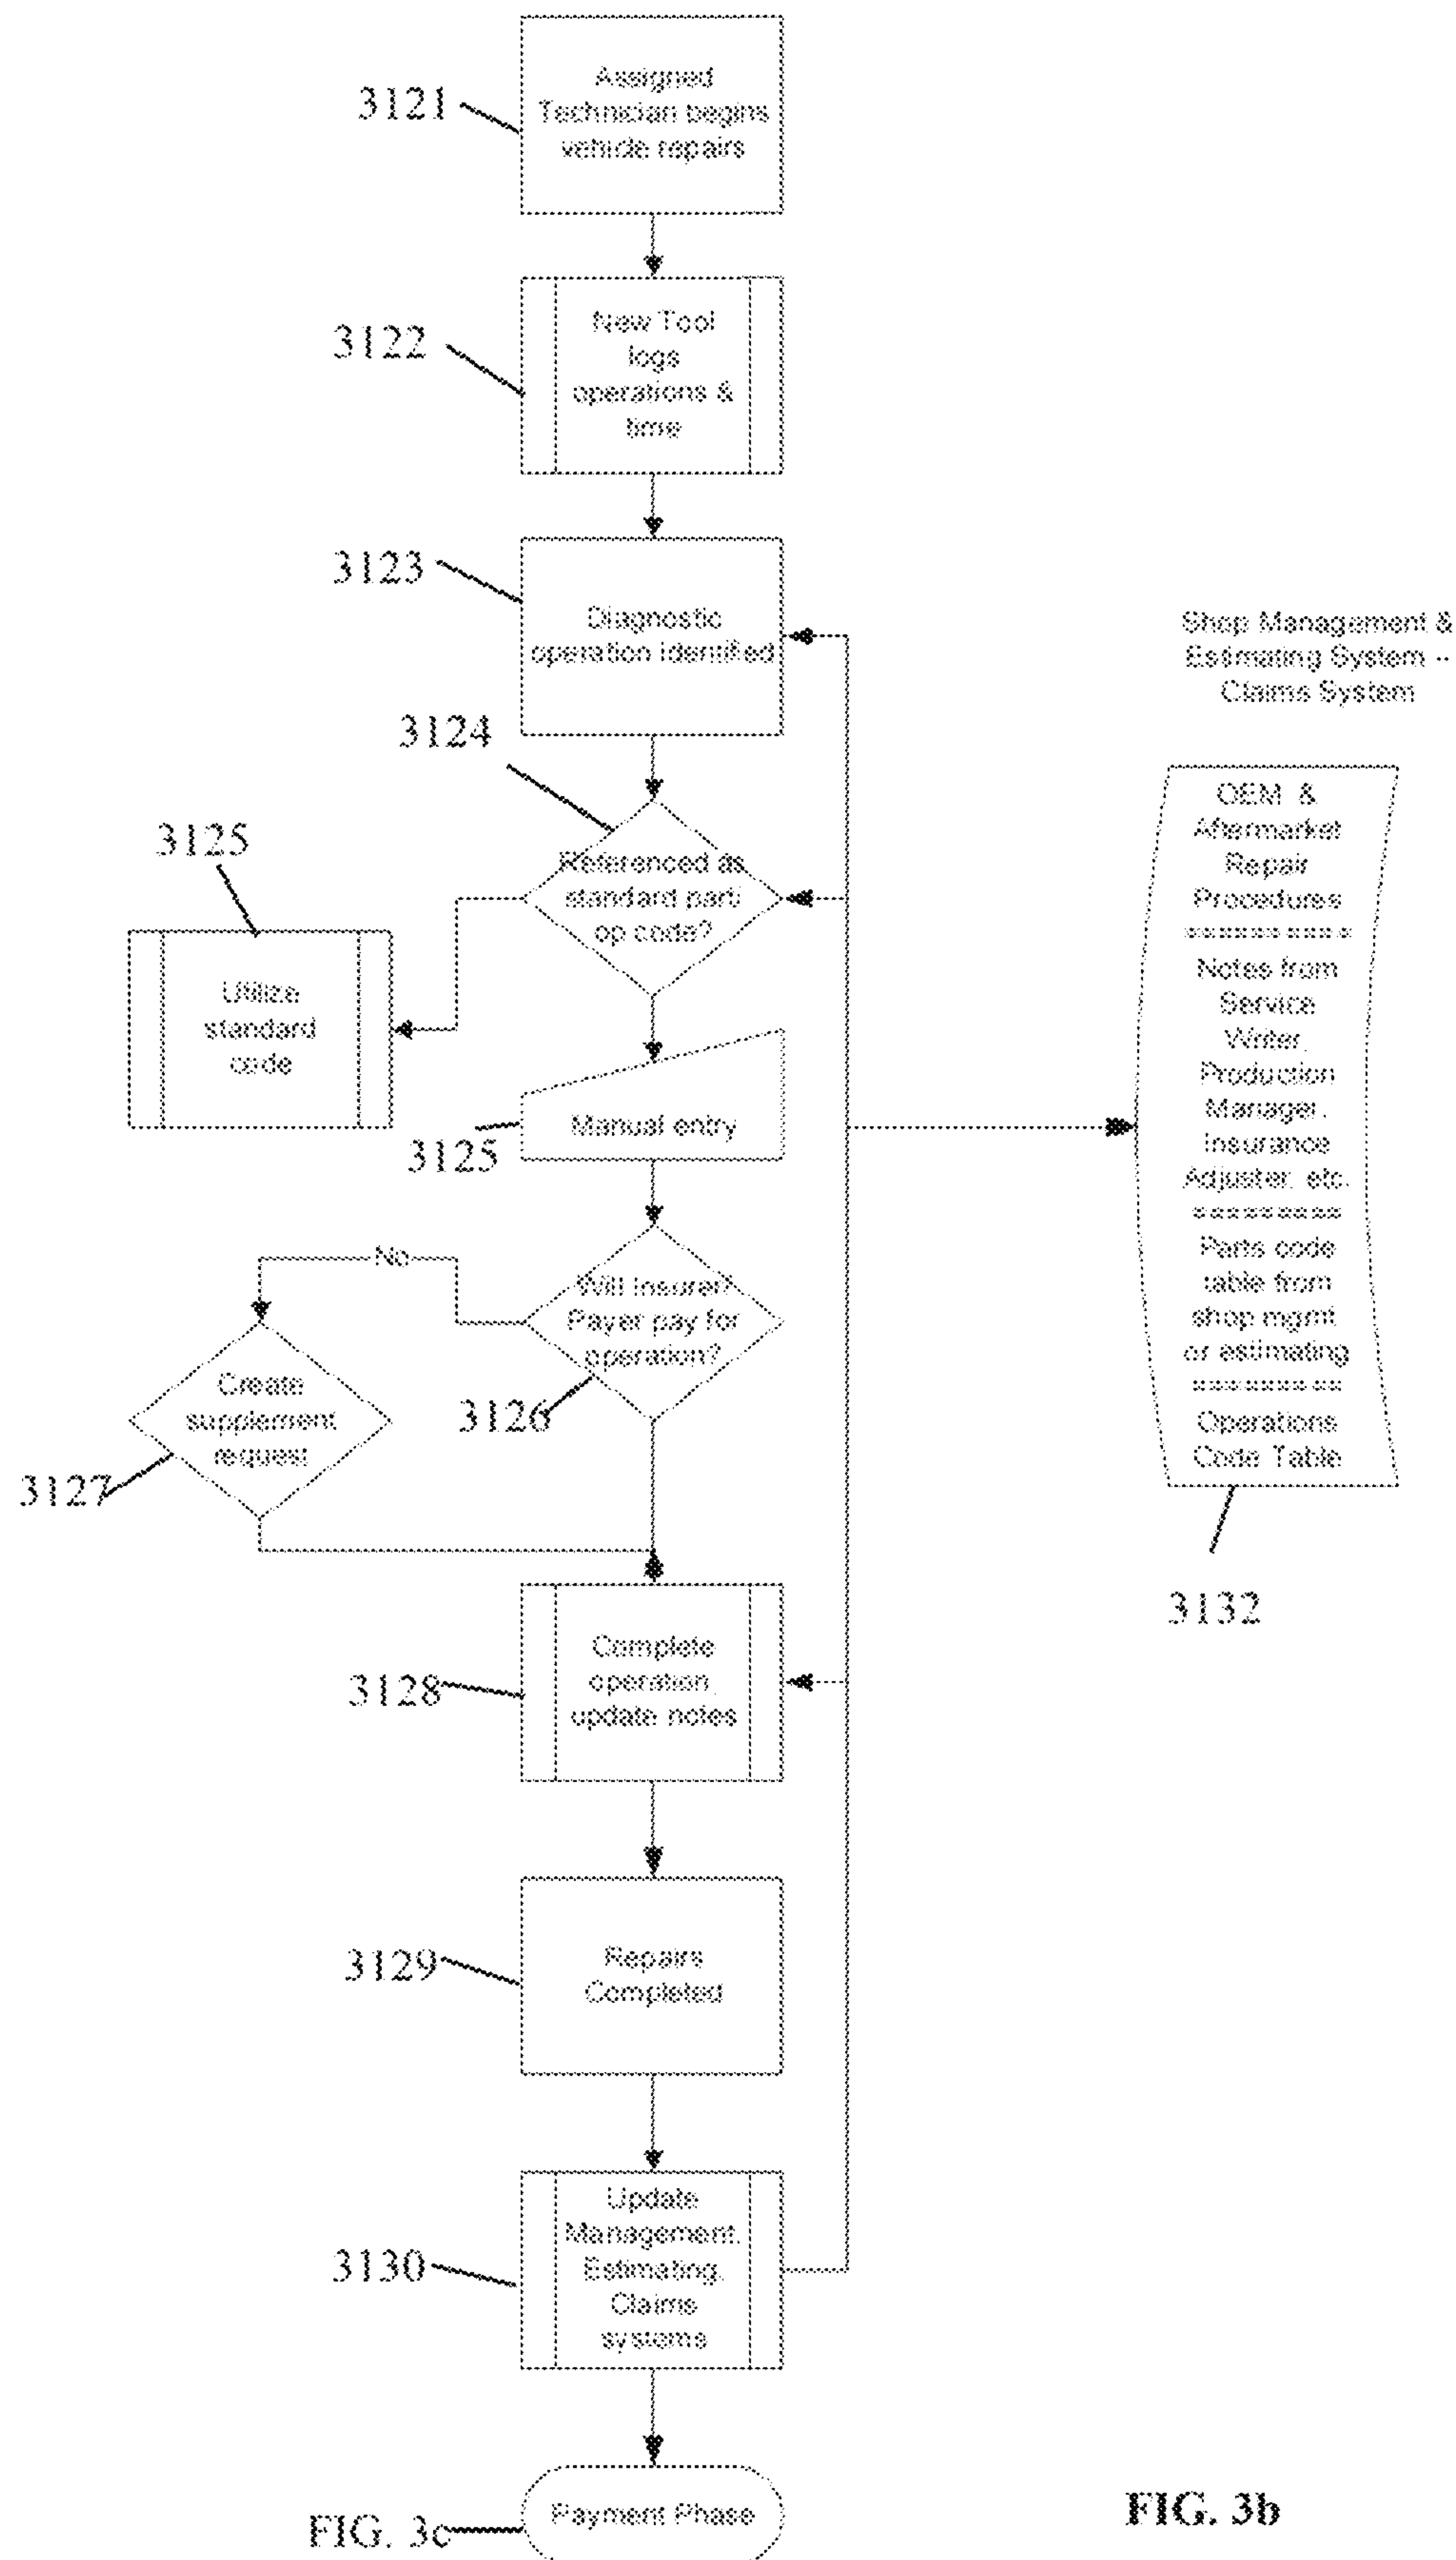 Assigned
Technician begins
vehicle repairs
3121
New Tool
logs
operations &
time
3122
3123
Diagnostic
operation identified
Shop Management &
Estimating System -
Claims System
3124
Referenced as
standard part/
op code?
3125
Utilize
standard
code
Manual entry
3125
OEM &
Aftermarket
Repair
Procedures
==========
Notes from
Service
Writer,
Production
Manager,
Insurance
Adjuster, etc.
=========
Parts code
table from
shop mgmt
or estimating
=========
Operations
Code Table
3132
No
Will Insurer/
Payer pay for
operation?
3126
Create
supplement
request
3127
Complete
operation,
update notes
3128
Repairs
Completed
3129
Update
Management,
Estimating,
Claims
systems
3130
Payment Phase
FIG. 3c
FIG. 3b